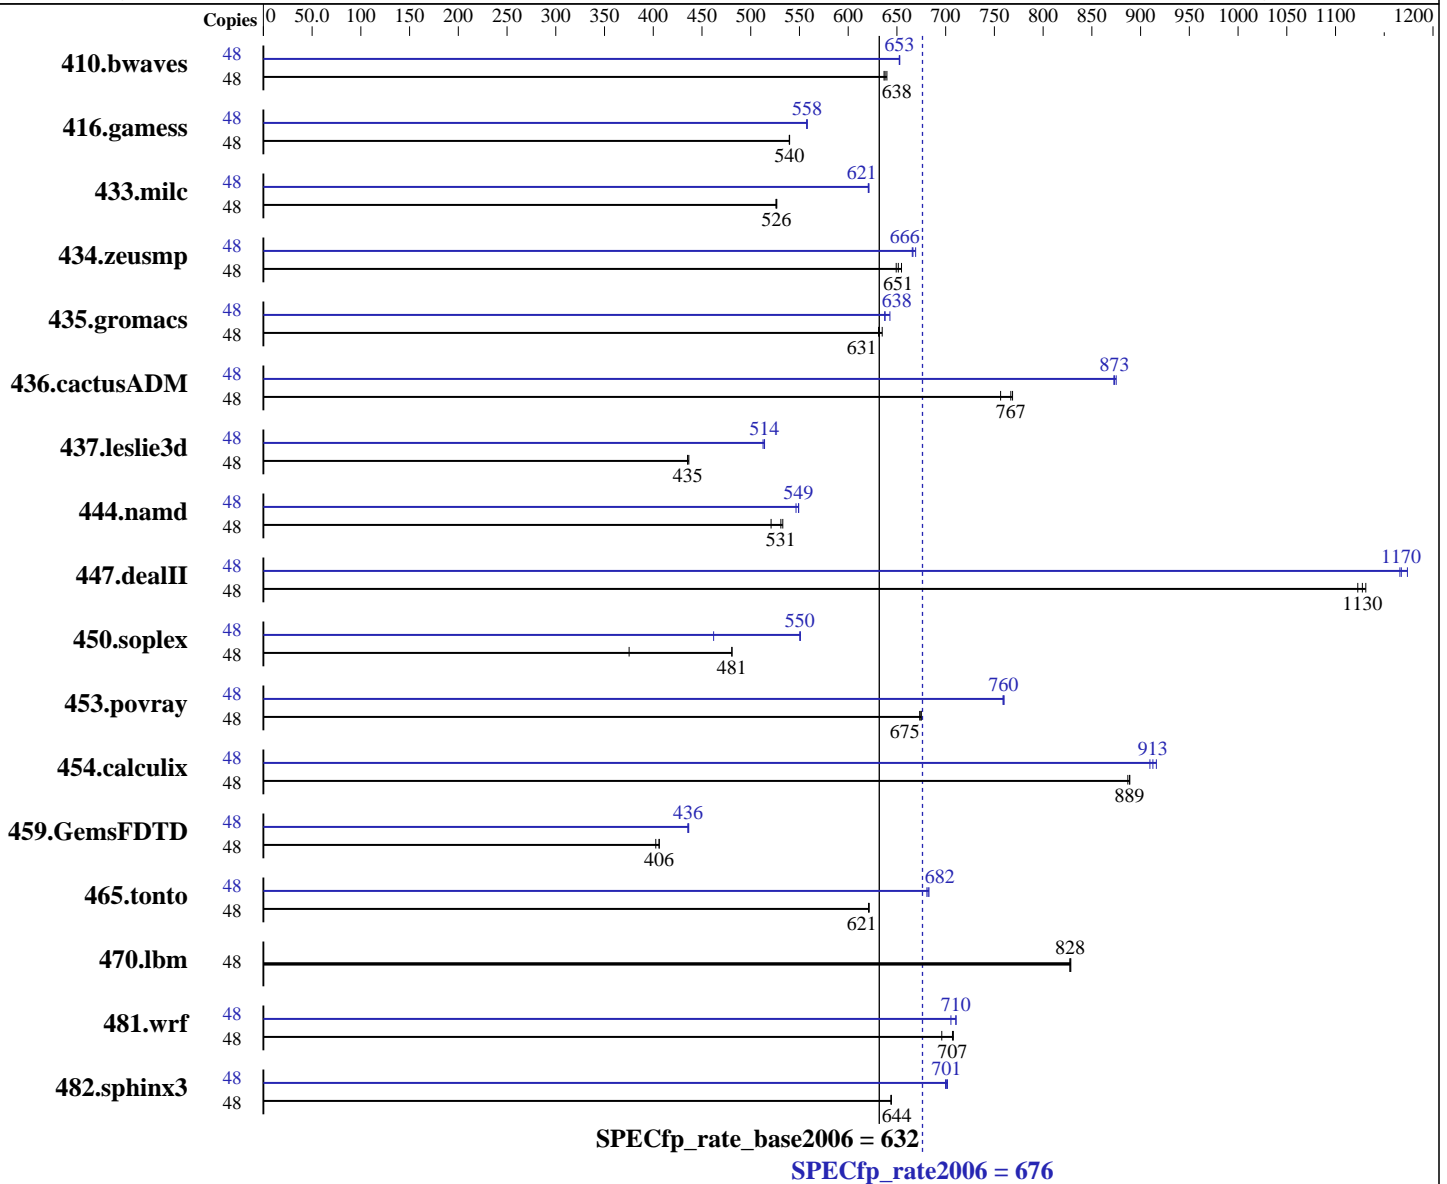 Copies 0 50.0 100 150 200 250 300 350 400 450 500 550 600 650 700 750 800 850 900 950 1000 1050 1100 1200
410.bwaves 48 653
48 638
416.gamess 48 558
48 540
433.milc 48 621
48 526
434.zeusmp 48 666
48 651
435.gromacs 48 638
48 631
436.cactusADM 48 873
48 767
437.leslie3d 48 514
48 435
444.namd 48 549
48 531
447.dealII 48 1170
48 1130
450.soplex 48 550
48 481
453.povray 48 760
48 675
454.calculix 48 913
48 889
459.GemsFDTD 48 436
48 406
465.tonto 48 682
48 621
470.lbm 48 828
481.wrf 48 710
48 707
482.sphinx3 48 701
48 644
SPECfp_rate_base2006 = 632
SPECfp_rate2006 = 676